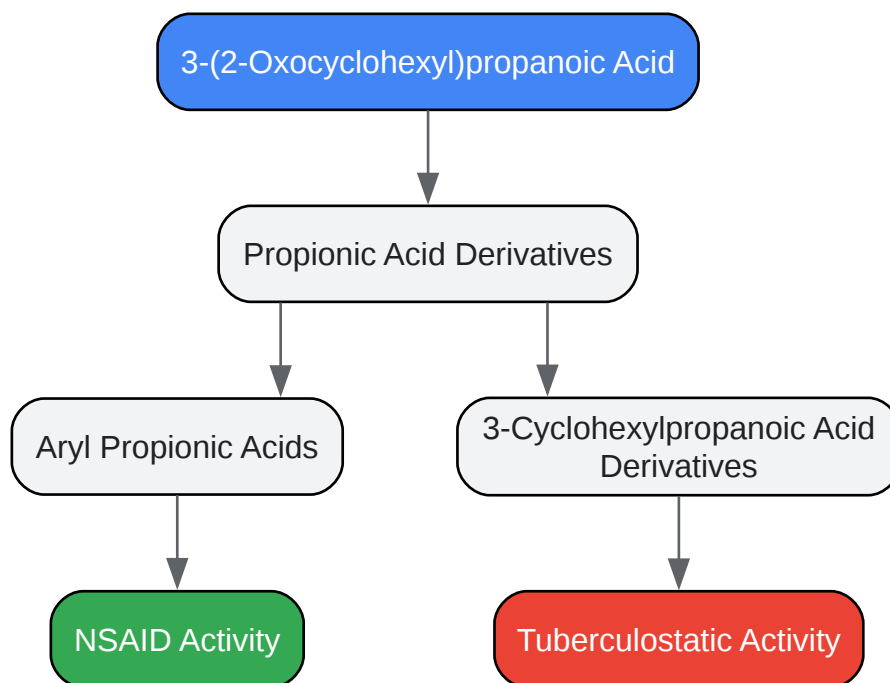 3-(2-Oxocyclohexyl)propanoic Acid
Propionic Acid Derivatives
Aryl Propionic Acids
3-Cyclohexylpropanoic Acid
Derivatives
NSAID Activity
Tuberculostatic Activity